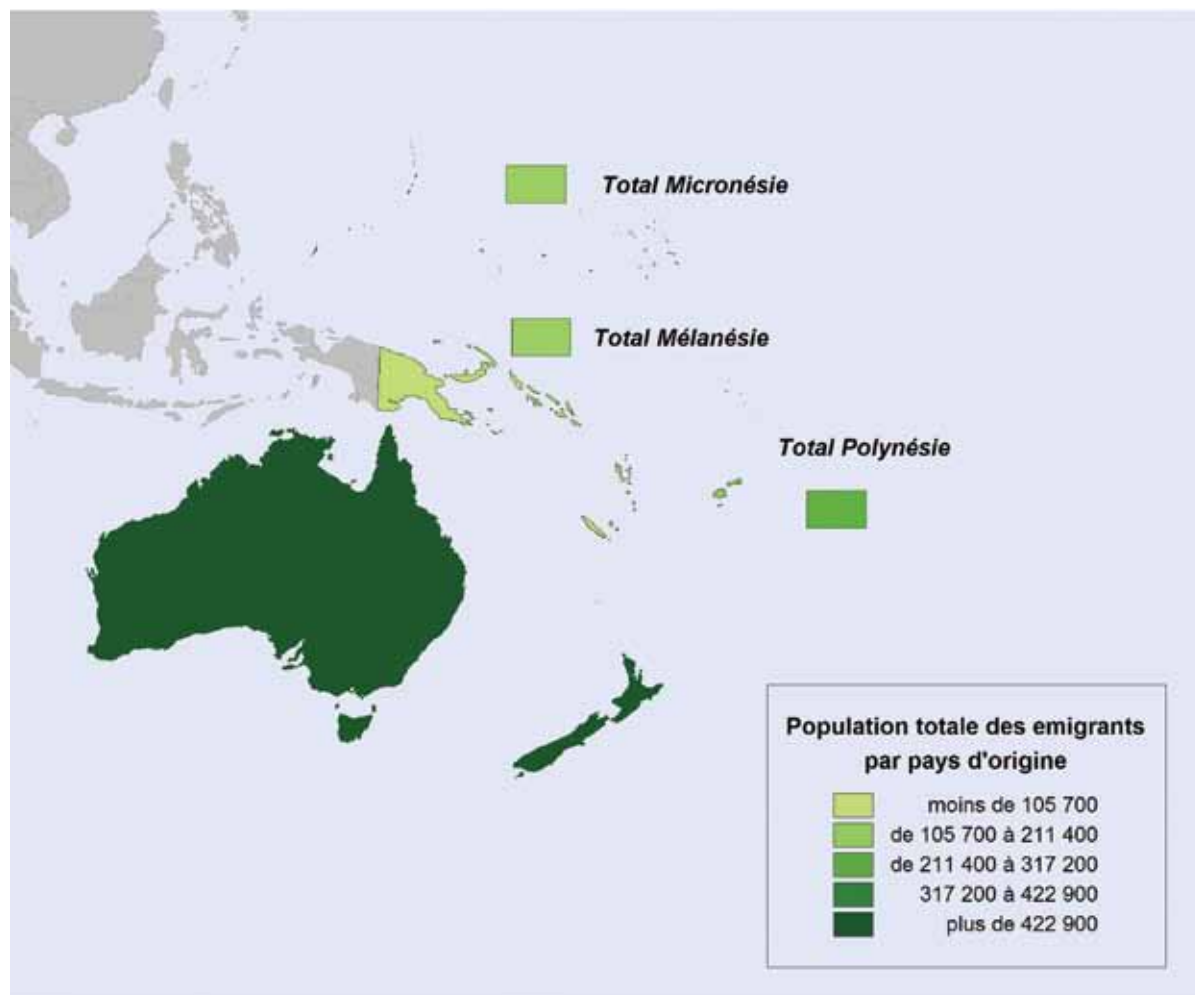 Total Micronésie
Total Mélanésie
Total Polynésie
Population totale des emigrants
par pays d'origine
moins de 105 700
de 105 700 à 211 400
de 211 400 à 317 200
317 200 à 422 900
plus de 422 900